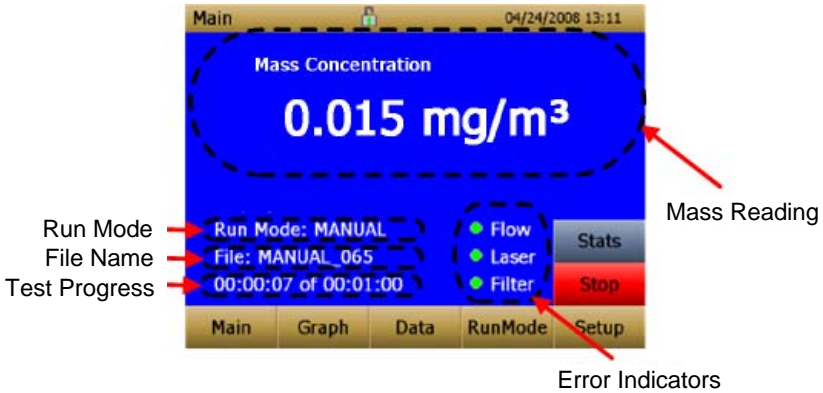 Main 04/24/2008 13:11
Mass Concentration
0.015 mg/m³
Mass Reading
Run Mode
Run Mode: MANUAL
Flow
Stats
File Name
File: MANUAL_065
Laser
Test Progress
00:00:07 of 00:01:00
Filter
Stop
Main Graph Data RunMode Setup
Error Indicators